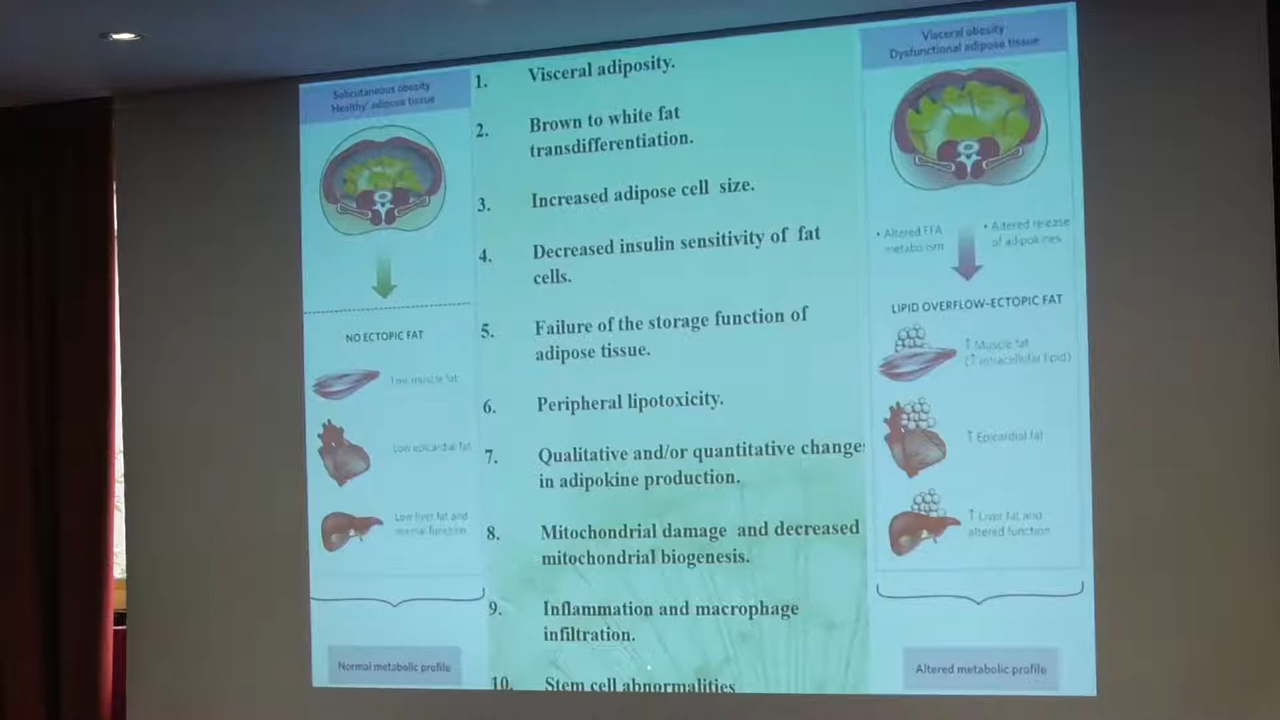 Subcutaneous obesity
'Healthy' adipose tissue
NO ECTOPIC FAT
Low muscle fat
Low epicardial fat
Low liver fat and
normal function
Normal metabolic profile
1. Visceral adiposity.
2. Brown to white fat
transdifferentiation.
3. Increased adipose cell size.
4. Decreased insulin sensitivity of fat
cells.
5. Failure of the storage function of
adipose tissue.
6. Peripheral lipotoxicity.
7. Qualitative and/or quantitative changes
in adipokine production.
8. Mitochondrial damage and decreased
mitochondrial biogenesis.
9. Inflammation and macrophage
infiltration.
10. Stem cell abnormalities
Visceral obesity
Dysfunctional adipose tissue
• Altered FFA
metabolism
• Altered release
of adipokines
LIPID OVERFLOW–ECTOPIC FAT
↑ Muscle fat
(↑ intracellular lipid)
↑ Epicardial fat
↑ Liver fat and
altered function
Altered metabolic profile